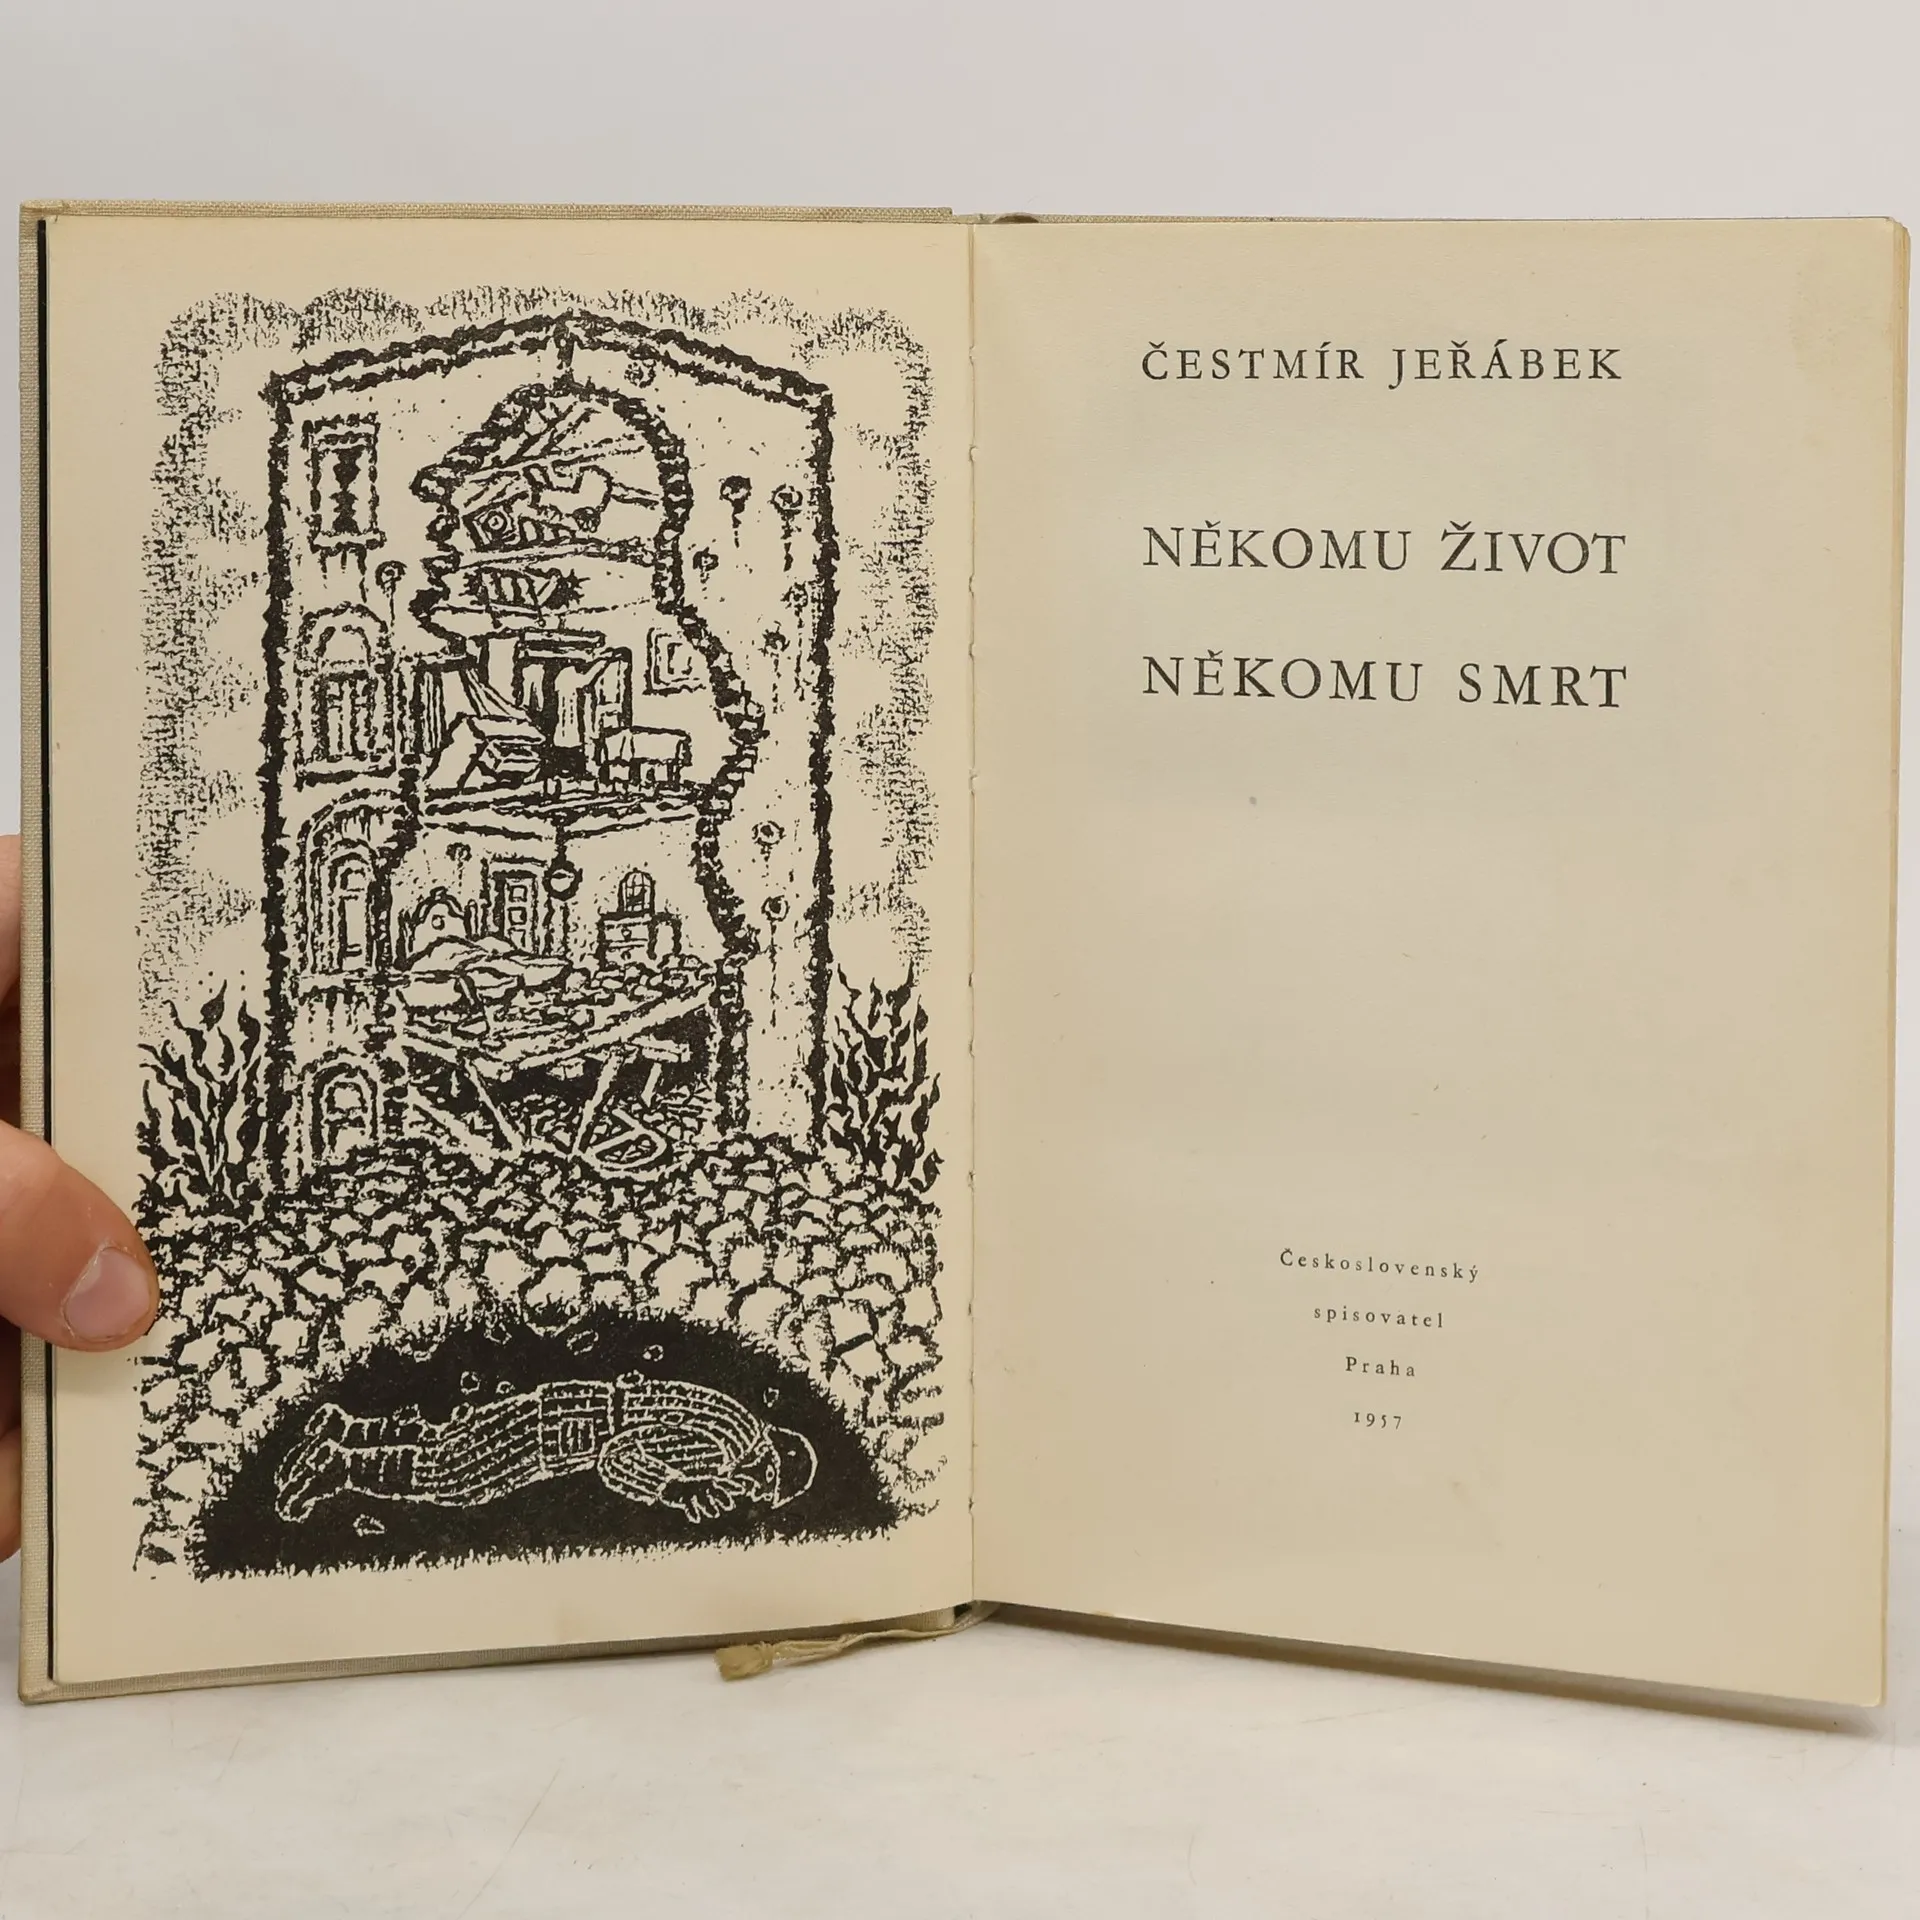 ČESTMÍR JEŘÁBEK
NĚKOMU ŽIVOT
NĚKOMU SMRT
Československý
spisovatel
Praha
1957